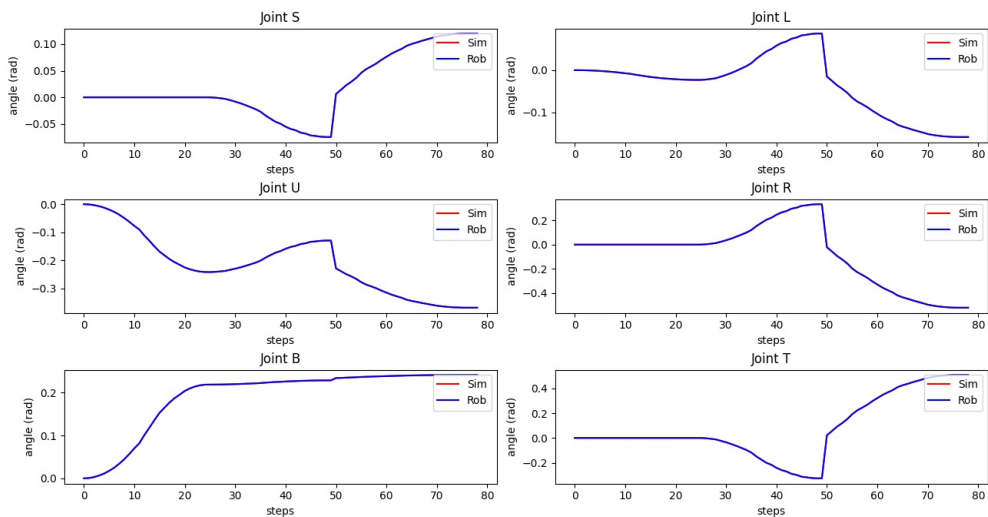 Joint S
angle (rad)
0.10
0.05
0.00
−0.05
0 10 20 30 40 50 60 70 80
steps
Sim
Rob
Joint L
angle (rad)
0.0
−0.1
0 10 20 30 40 50 60 70 80
steps
Sim
Rob
Joint U
angle (rad)
0.0
−0.1
−0.2
−0.3
0 10 20 30 40 50 60 70 80
steps
Sim
Rob
Joint R
angle (rad)
0.2
0.0
−0.2
−0.4
0 10 20 30 40 50 60 70 80
steps
Sim
Rob
Joint B
angle (rad)
0.2
0.1
0.0
0 10 20 30 40 50 60 70 80
steps
Sim
Rob
Joint T
angle (rad)
0.4
0.2
0.0
−0.2
0 10 20 30 40 50 60 70 80
steps
Sim
Rob